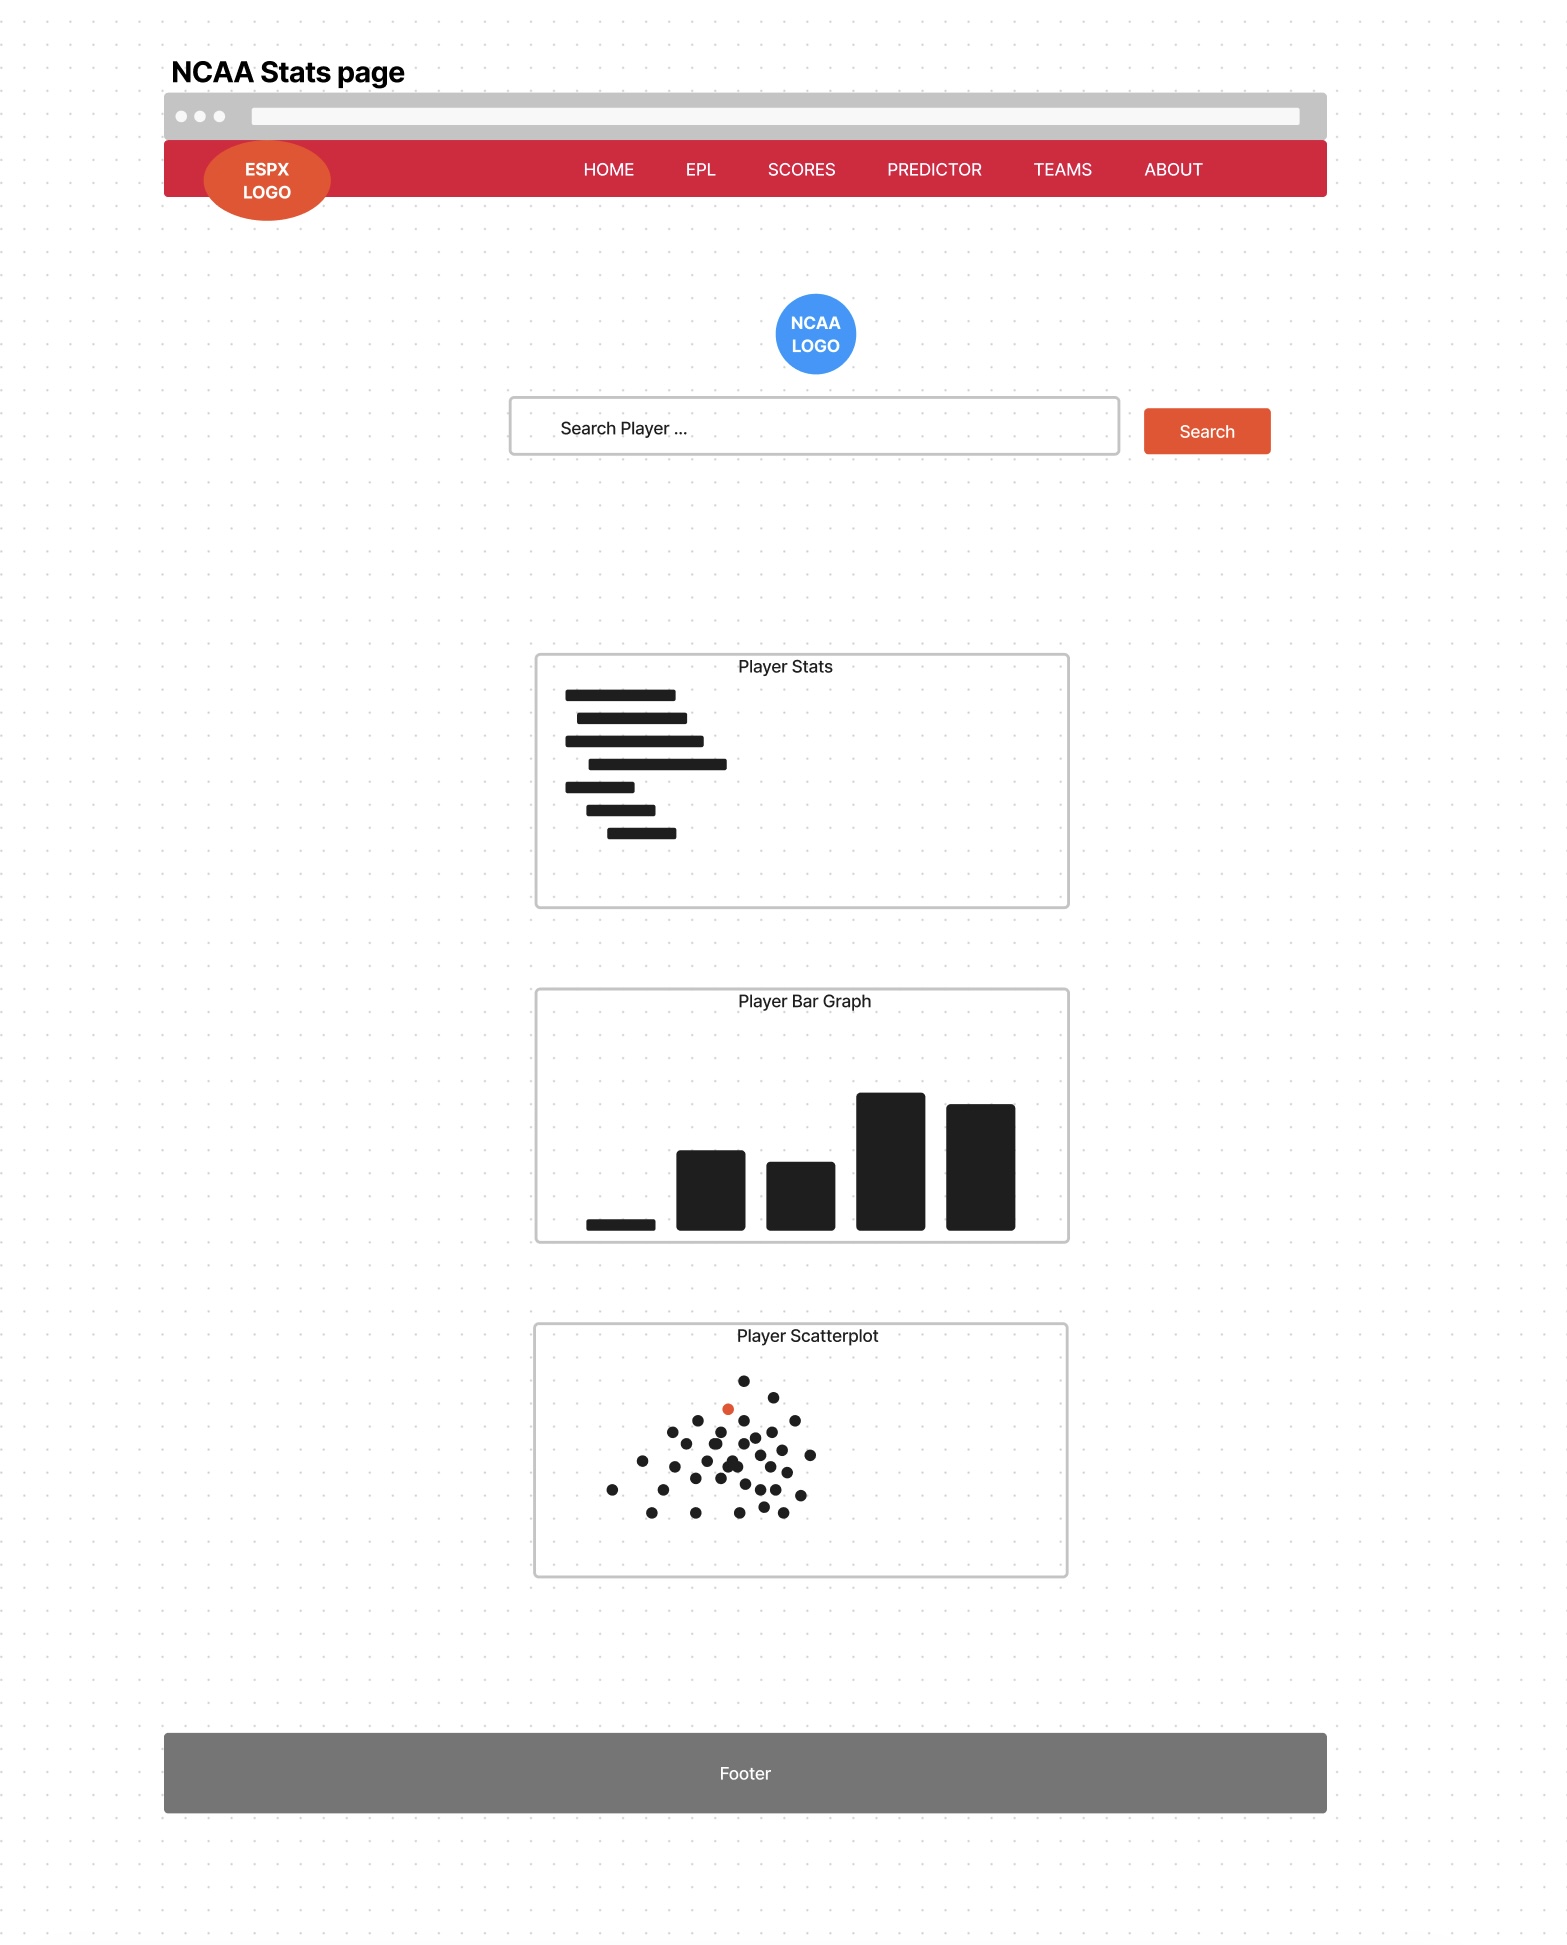 NCAA Stats page
ESPX
LOGO
HOME EPL SCORES PREDICTOR TEAMS ABOUT
NCAA
LOGO
Search Player ...
Search
Player Stats
Player Bar Graph
Player Scatterplot
Footer